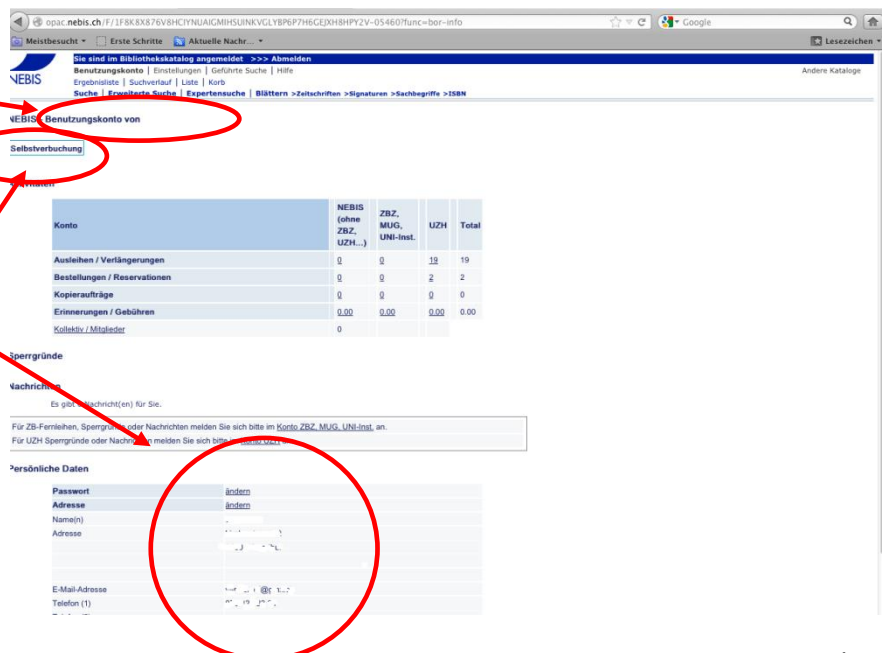 opac.nebis.ch/F/1F8K8X876V8HCIYNUAIGMIHSUINKVGLYBP6P7H6GEJXH8HPY2V-05460?func=bor-info
Google
Meistbesucht
Erste Schritte
Aktuelle Nachr...
Lesezeichen
NEBIS
Sie sind im Bibliothekskatalog angemeldet >>> Abmelden
Benutzungskonto | Einstellungen | Geführte Suche | Hilfe
Andere Kataloge
Ergebnisliste | Suchverlauf | Liste | Korb
Suche | Erweiterte Suche | Expertensuche | Blättern >Zeitschriften >Signaturen >Sachbegriffe >ISBN
NEBIS - Benutzungskonto von
Selbstverbuchung
Konto NEBIS (ohne ZBZ, UZH...) ZBZ, MUG, UNI-Inst. UZH Total
Ausleihen / Verlängerungen 0 0 19 19
Bestellungen / Reservationen 0 0 2 2
Kopieraufträge 0 0 0 0
Erinnerungen / Gebühren 0.00 0.00 0.00 0.00
Kollektiv / Mitglieder 0
Sperrgründe
Nachrichten
Es gibt Nachricht(en) für Sie.
Für ZB-Fernleihen, Sperrgründe oder Nachrichten melden Sie sich bitte im Konto ZBZ, MUG, UNI-Inst. an.
Für UZH Sperrgründe oder Nachrichten melden Sie sich bitte im Konto UZH
Persönliche Daten
Passwort ändern
Adresse ändern
Name(n)
Adresse
E-Mail-Adresse @
Telefon (1)